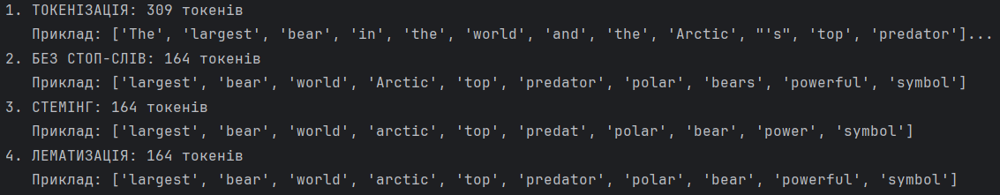 1. ТОКЕНІЗАЦІЯ: 309 токенів
Приклад: ['The', 'largest', 'bear', 'in', 'the', 'world', 'and', 'the', 'Arctic', "'s", 'top', 'predator']...
2. БЕЗ СТОП-СЛІВ: 164 токенів
Приклад: ['largest', 'bear', 'world', 'Arctic', 'top', 'predator', 'polar', 'bears', 'powerful', 'symbol']
3. СТЕМІНГ: 164 токенів
Приклад: ['largest', 'bear', 'world', 'arctic', 'top', 'predat', 'polar', 'bear', 'power', 'symbol']
4. ЛЕМАТИЗАЦІЯ: 164 токенів
Приклад: ['largest', 'bear', 'world', 'arctic', 'top', 'predator', 'polar', 'bear', 'powerful', 'symbol']